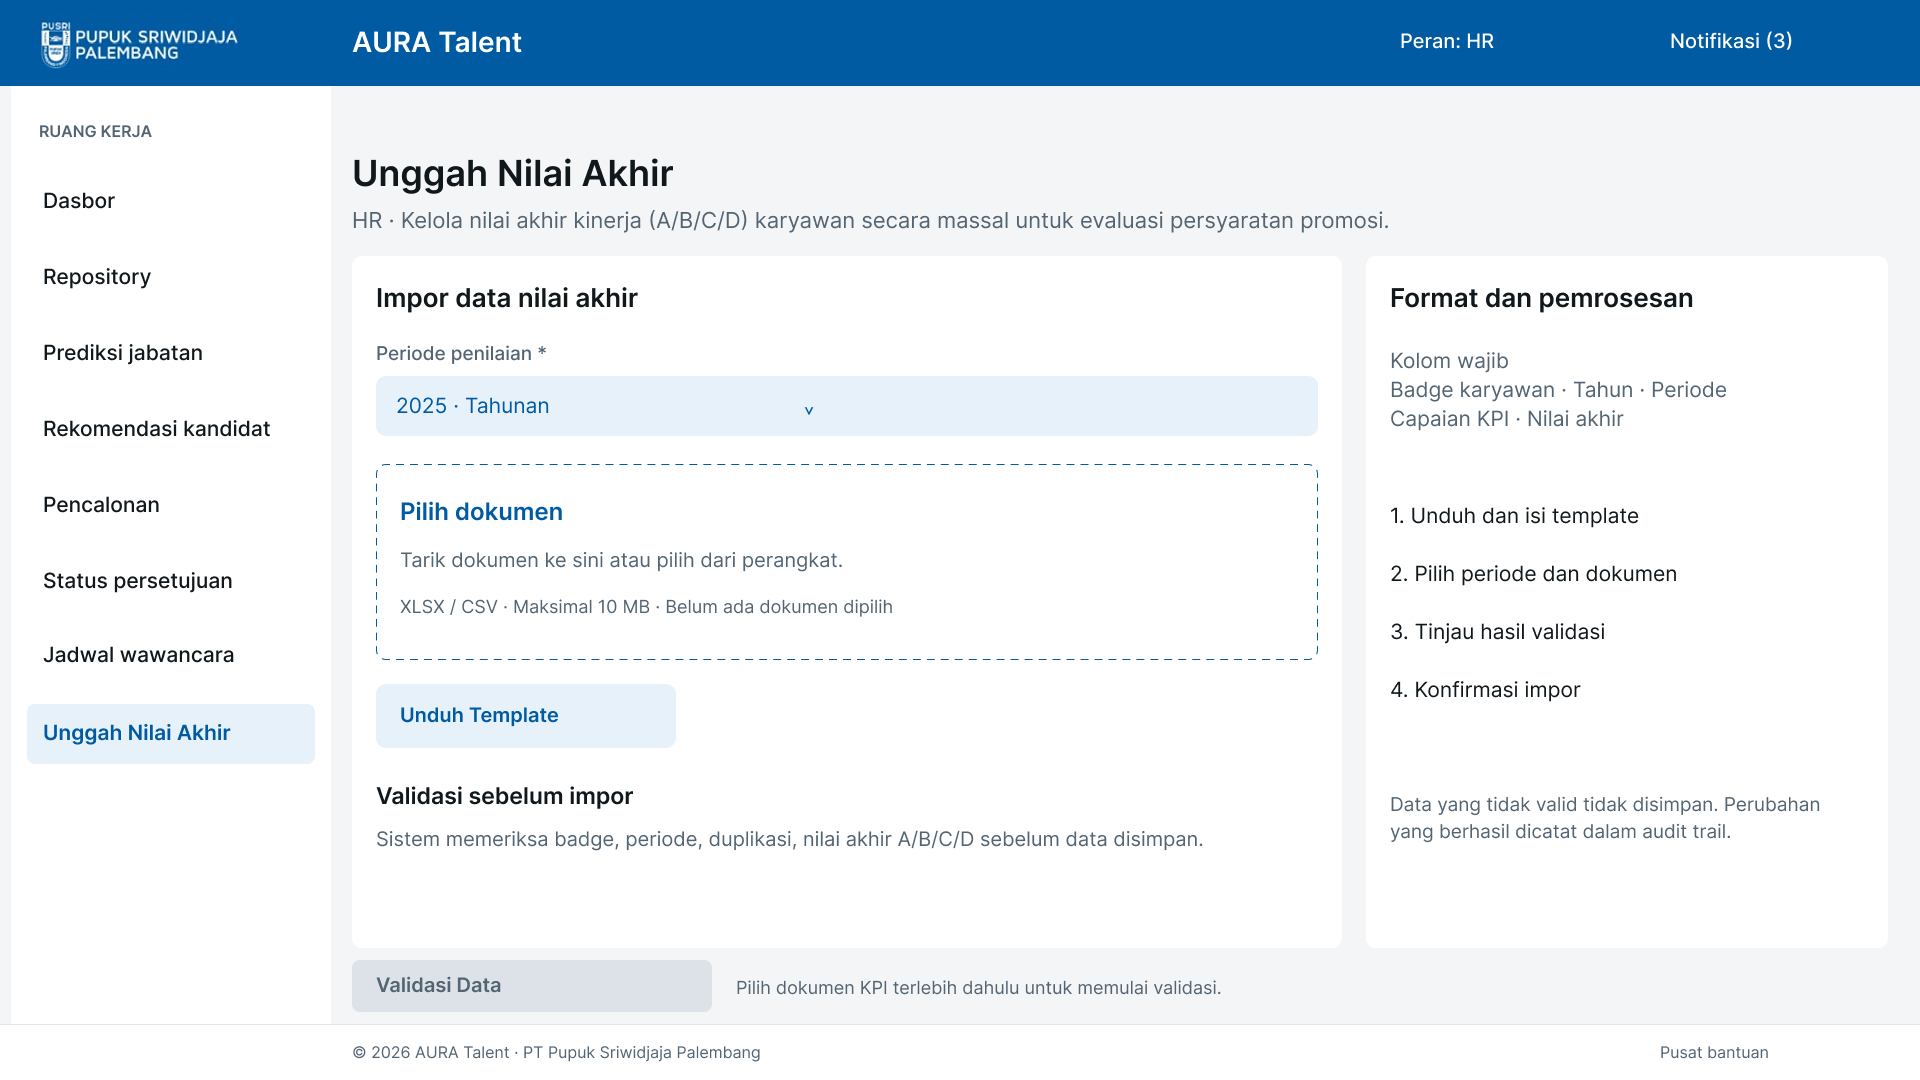 PUSRI
PUPUK SRIWIDJAJA
PALEMBANG
AURA Talent
Peran: HR
Notifikasi (3)
RUANG KERJA
Dasbor
Repository
Prediksi jabatan
Rekomendasi kandidat
Pencalonan
Status persetujuan
Jadwal wawancara
Unggah Nilai Akhir
Unggah Nilai Akhir
HR · Kelola nilai akhir kinerja (A/B/C/D) karyawan secara massal untuk evaluasi persyaratan promosi.
Impor data nilai akhir
Periode penilaian *
2025 · Tahunan
v
Pilih dokumen
Tarik dokumen ke sini atau pilih dari perangkat.
XLSX / CSV · Maksimal 10 MB · Belum ada dokumen dipilih
Unduh Template
Validasi sebelum impor
Sistem memeriksa badge, periode, duplikasi, nilai akhir A/B/C/D sebelum data disimpan.
Format dan pemrosesan
Kolom wajib
Badge karyawan · Tahun · Periode
Capaian KPI · Nilai akhir
1. Unduh dan isi template
2. Pilih periode dan dokumen
3. Tinjau hasil validasi
4. Konfirmasi impor
Data yang tidak valid tidak disimpan. Perubahan
yang berhasil dicatat dalam audit trail.
Validasi Data
Pilih dokumen KPI terlebih dahulu untuk memulai validasi.
© 2026 AURA Talent · PT Pupuk Sriwidjaja Palembang
Pusat bantuan